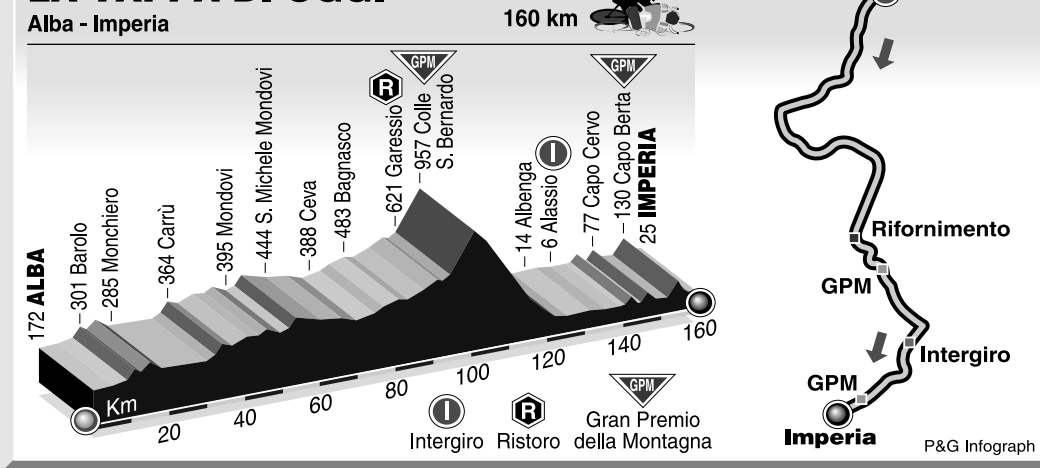 Alba - Imperia
160 km
172 ALBA
301 Barolo
285 Monchiero
364 Carrù
395 Mondovi
444 S. Michele Mondovi
388 Ceva
483 Bagnasco
R
621 Garessio
GPM
957 Colle
S. Bernardo
14 Albenga
I
6 Alassio
77 Capo Cervo
GPM
130 Capo Berta
25 IMPERIA
Km
20
40
60
80
100
120
140
160
I
Intergiro
R
Ristoro
GPM
Gran Premio
della Montagna
Rifornimento
GPM
Intergiro
GPM
Imperia
P&G Infograph